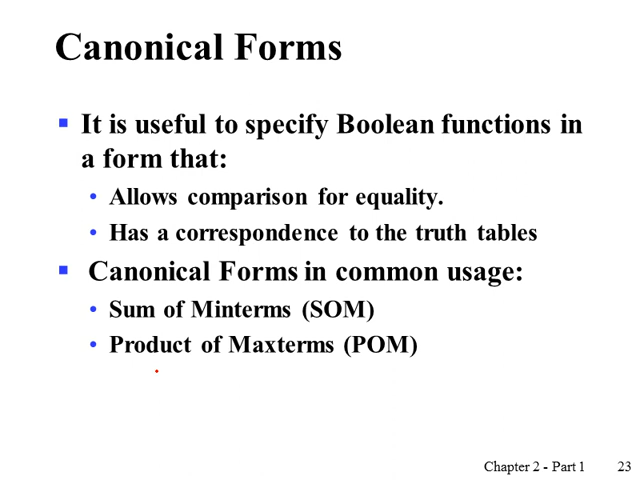 Canonical Forms
▪ It is useful to specify Boolean functions in
a form that:
• Allows comparison for equality.
• Has a correspondence to the truth tables
▪ Canonical Forms in common usage:
• Sum of Minterms (SOM)
• Product of Maxterms (POM)
Chapter 2 - Part 1 23